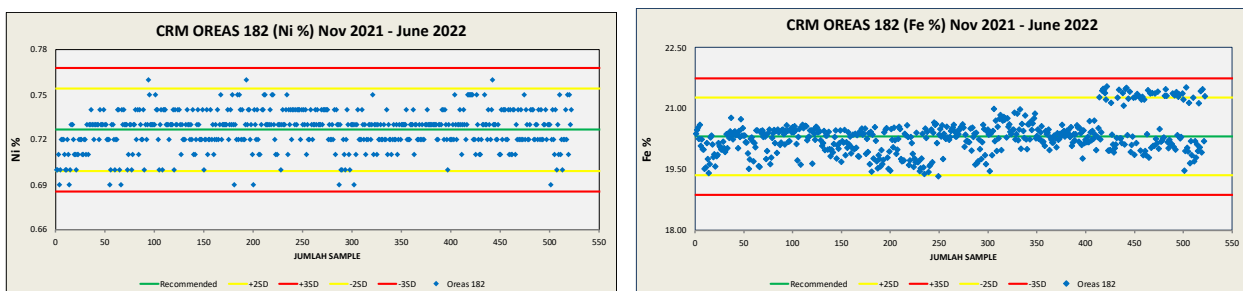 CRM OREAS 182 (Ni %) Nov 2021 - June 2022
0.78
0.75
0.72
0.69
0.66
Ni %
0 50 100 150 200 250 300 350 400 450 500 550
JUMLAH SAMPLE
Recommended +2SD +3SD -2SD -3SD Oreas 182
CRM OREAS 182 (Fe %) Nov 2021 - June 2022
22.50
21.00
19.50
18.00
Fe %
0 50 100 150 200 250 300 350 400 450 500 550
JUMLAH SAMPLE
Recommended +2SD +3SD -2SD -3SD Oreas 182